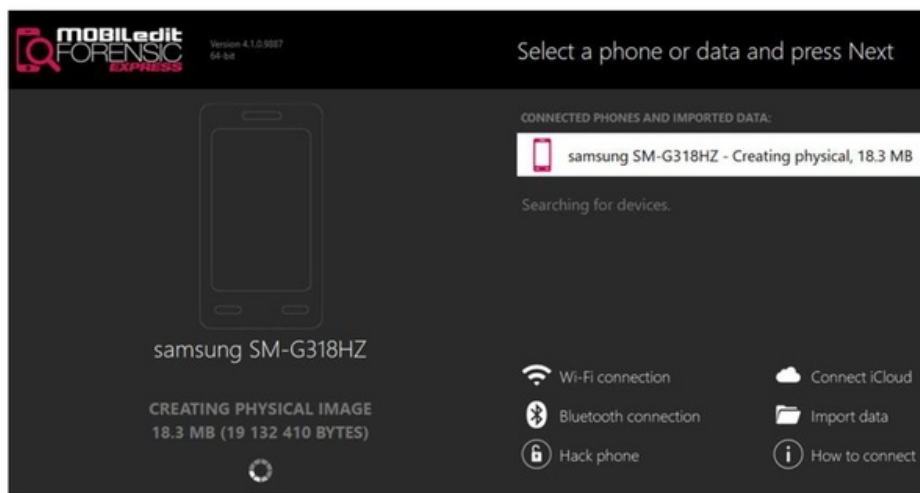 MOBILedit
FORENSIC
EXPRESS
Version 4.1.0.9887
64-bit
Select a phone or data and press Next
CONNECTED PHONES AND IMPORTED DATA:
samsung SM-G318HZ - Creating physical, 18.3 MB
Searching for devices.
samsung SM-G318HZ
CREATING PHYSICAL IMAGE
18.3 MB (19 132 410 BYTES)
Wi-Fi connection
Connect iCloud
Bluetooth connection
Import data
Hack phone
How to connect